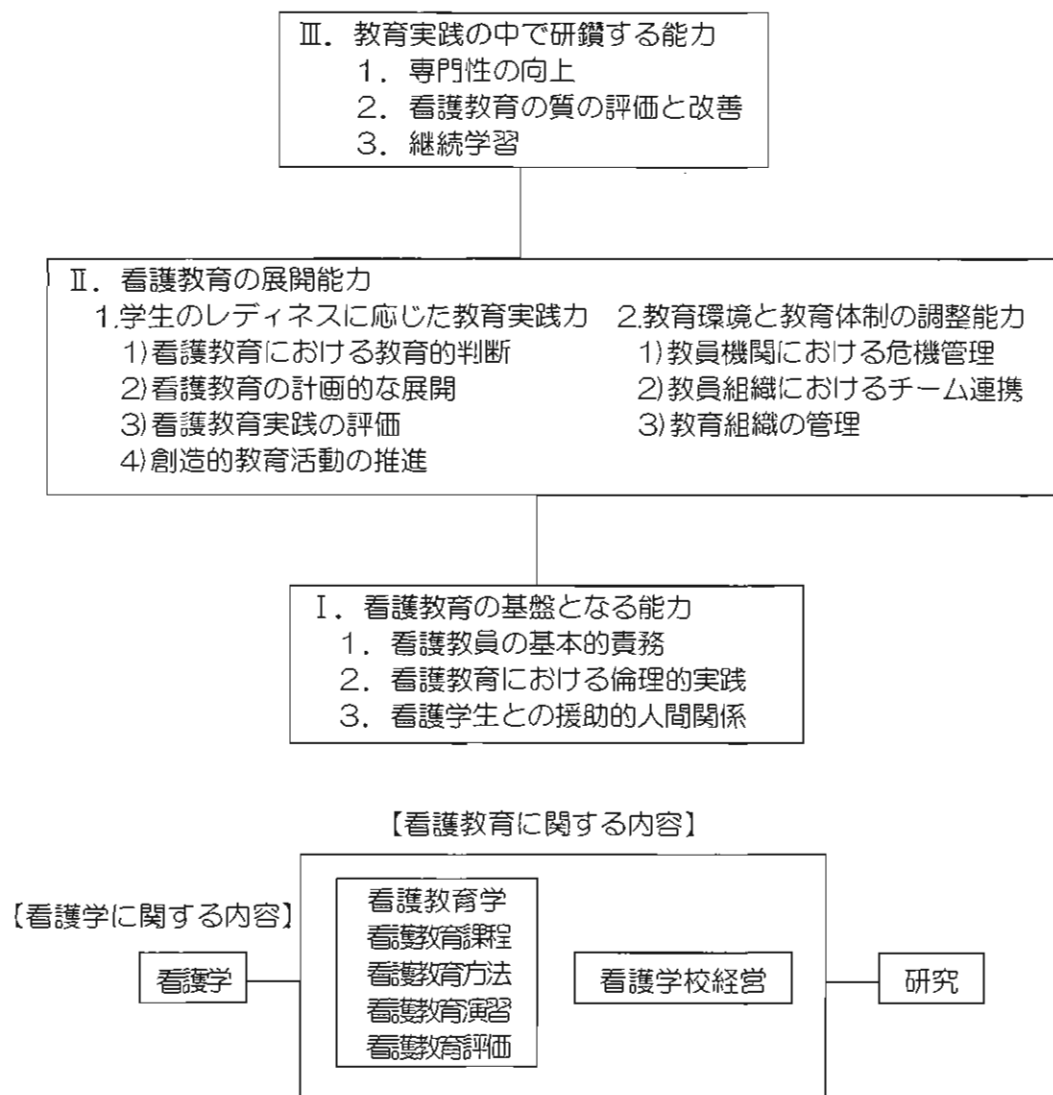 Ⅲ．教育実践の中で研鑽する能力
１．専門性の向上
２．看護教育の質の評価と改善
３．継続学習
Ⅱ．看護教育の展開能力
1.学生のレディネスに応じた教育実践力
1)看護教育における教育的判断
2)看護教育の計画的な展開
3)看護教育実践の評価
4)創造的教育活動の推進
2.教育環境と教育体制の調整能力
1)教員機関における危機管理
2)教員組織におけるチーム連携
3)教育組織の管理
Ⅰ．看護教育の基盤となる能力
１．看護教員の基本的責務
２．看護教育における倫理的実践
３．看護学生との援助的人間関係
【看護教育に関する内容】
【看護学に関する内容】
看護学
看護教育学
看護教育課程
看護教育方法
看護教育演習
看護教育評価
看護学校経営
研究